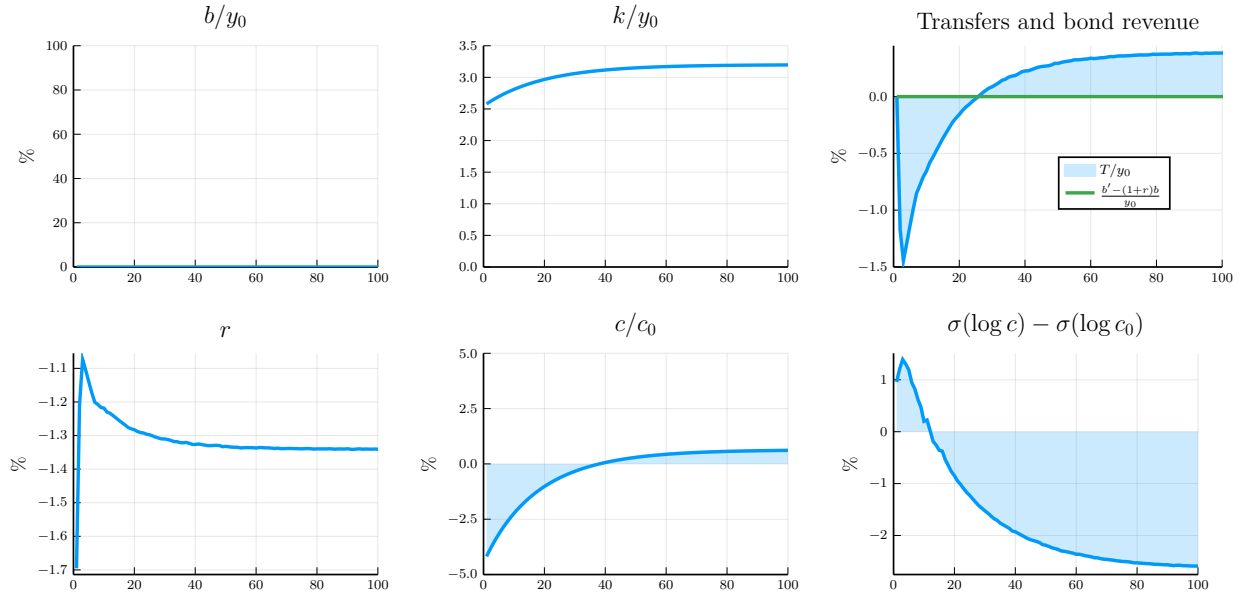 b/y₀
100
80
60
40
20
0
%
0 20 40 60 80 100
k/y₀
3.5
3.0
2.5
2.0
1.5
1.0
0.5
0.0
0 20 40 60 80 100
Transfers and bond revenue
0.0
−0.5
−1.0
−1.5
%
T/y₀
b′−(1+r)b
y₀
0 20 40 60 80 100
r
−1.1
−1.2
−1.3
−1.4
−1.5
−1.6
−1.7
%
0 20 40 60 80 100
c/c₀
5.0
2.5
0.0
−2.5
−5.0
%
0 20 40 60 80 100
σ(log c) − σ(log c₀)
1
0
−1
−2
%
0 20 40 60 80 100